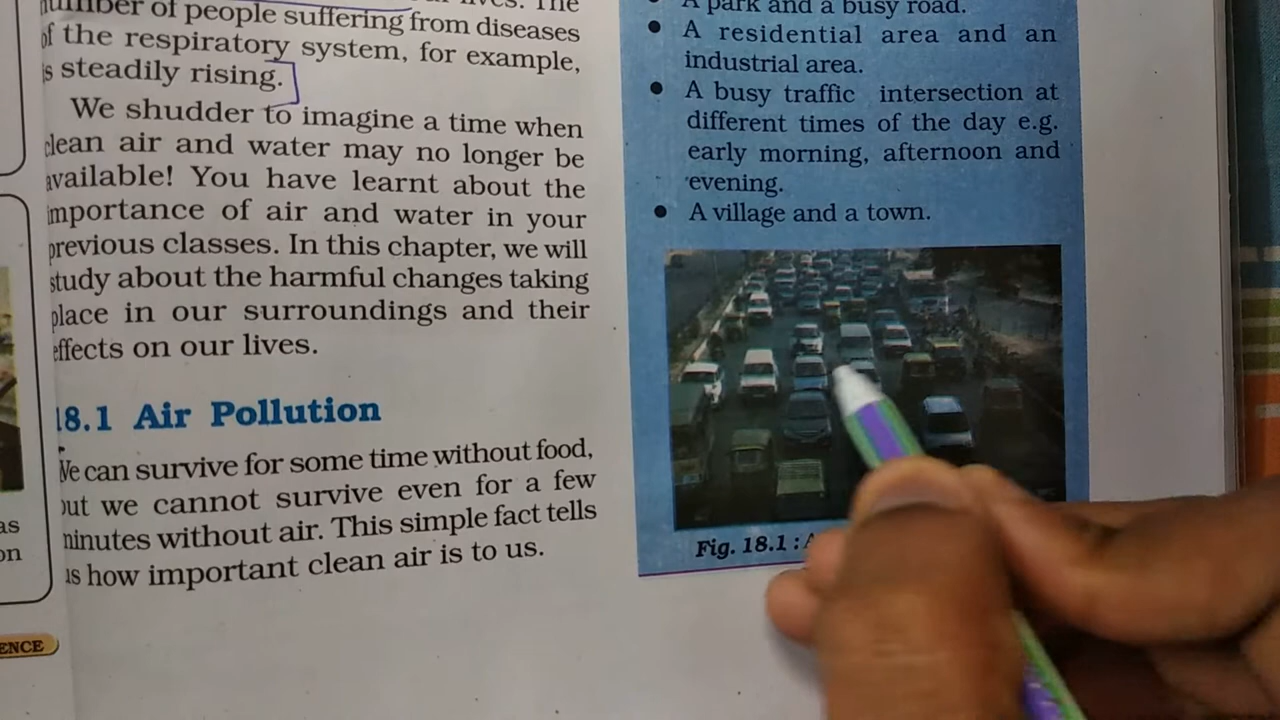 number of people suffering from diseases
of the respiratory system, for example,
is steadily rising.
We shudder to imagine a time when
clean air and water may no longer be
available! You have learnt about the
importance of air and water in your
previous classes. In this chapter, we will
study about the harmful changes taking
place in our surroundings and their
effects on our lives.
18.1 Air Pollution
We can survive for some time without food,
but we cannot survive even for a few
minutes without air. This simple fact tells
us how important clean air is to us.
A park and a busy road.
• A residential area and an
industrial area.
• A busy traffic intersection at
different times of the day e.g.
early morning, afternoon and
evening.
• A village and a town.
Fig. 18.1 : A